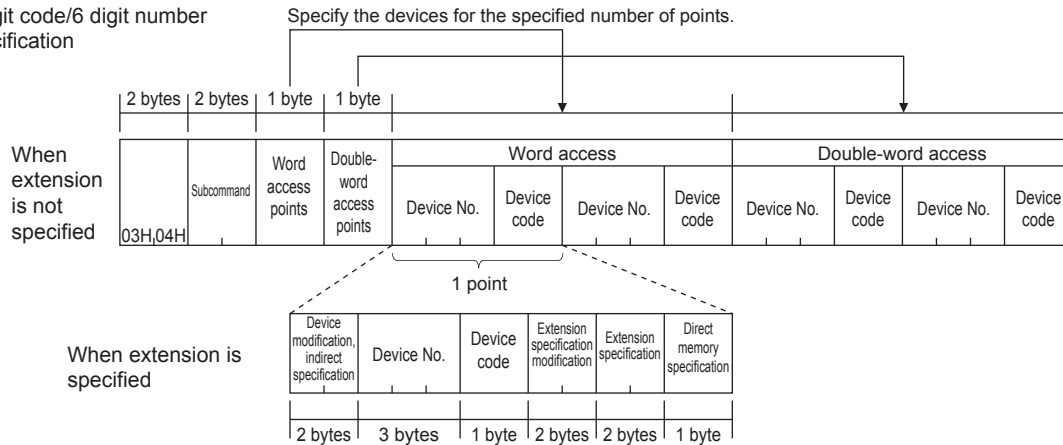 git code/6 digit number
cification
Specify the devices for the specified number of points.
2 bytes 2 bytes 1 byte 1 byte
When
extension
is not
specified
03H 04H
Subcommand
Word
access
points
Double-
word
access
points
Word access
Double-word access
Device No.
Device
code
Device No.
Device
code
Device No.
Device
code
Device No.
Device
code
1 point
When extension is
specified
Device
modification,
indirect
specification
Device No.
Device
code
Extension
specification
modification
Extension
specification
Direct
memory
specification
2 bytes 3 bytes 1 byte 2 bytes 2 bytes 1 byte